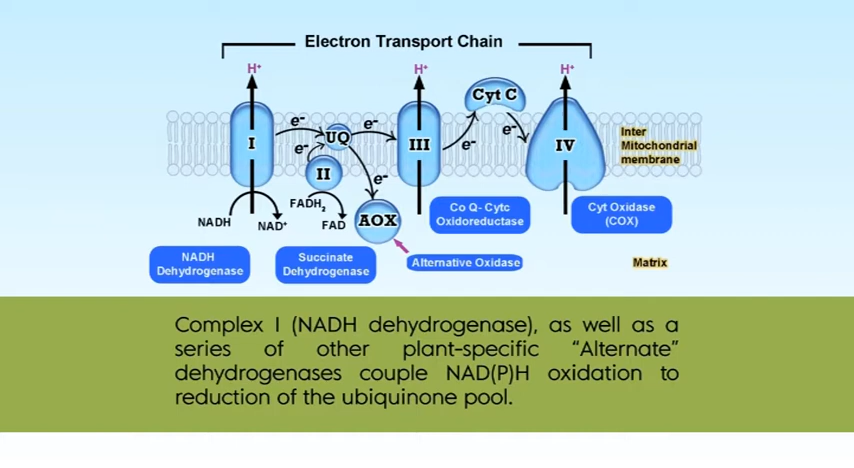 Electron Transport Chain
H+
H+
H+
Cyt C
e-
e-
e-
e-
I
UQ
III
IV
Inter
Mitochondrial
membrane
e-
II
e-
FADH2
NADH
NAD+
FAD
AOX
Co Q- Cytc
Oxidoreductase
Cyt Oxidase
(COX)
NADH
Dehydrogenase
Succinate
Dehydrogenase
Alternative Oxidase
Matrix
Complex I (NADH dehydrogenase), as well as a
series of other plant-specific “Alternate”
dehydrogenases couple NAD(P)H oxidation to
reduction of the ubiquinone pool.